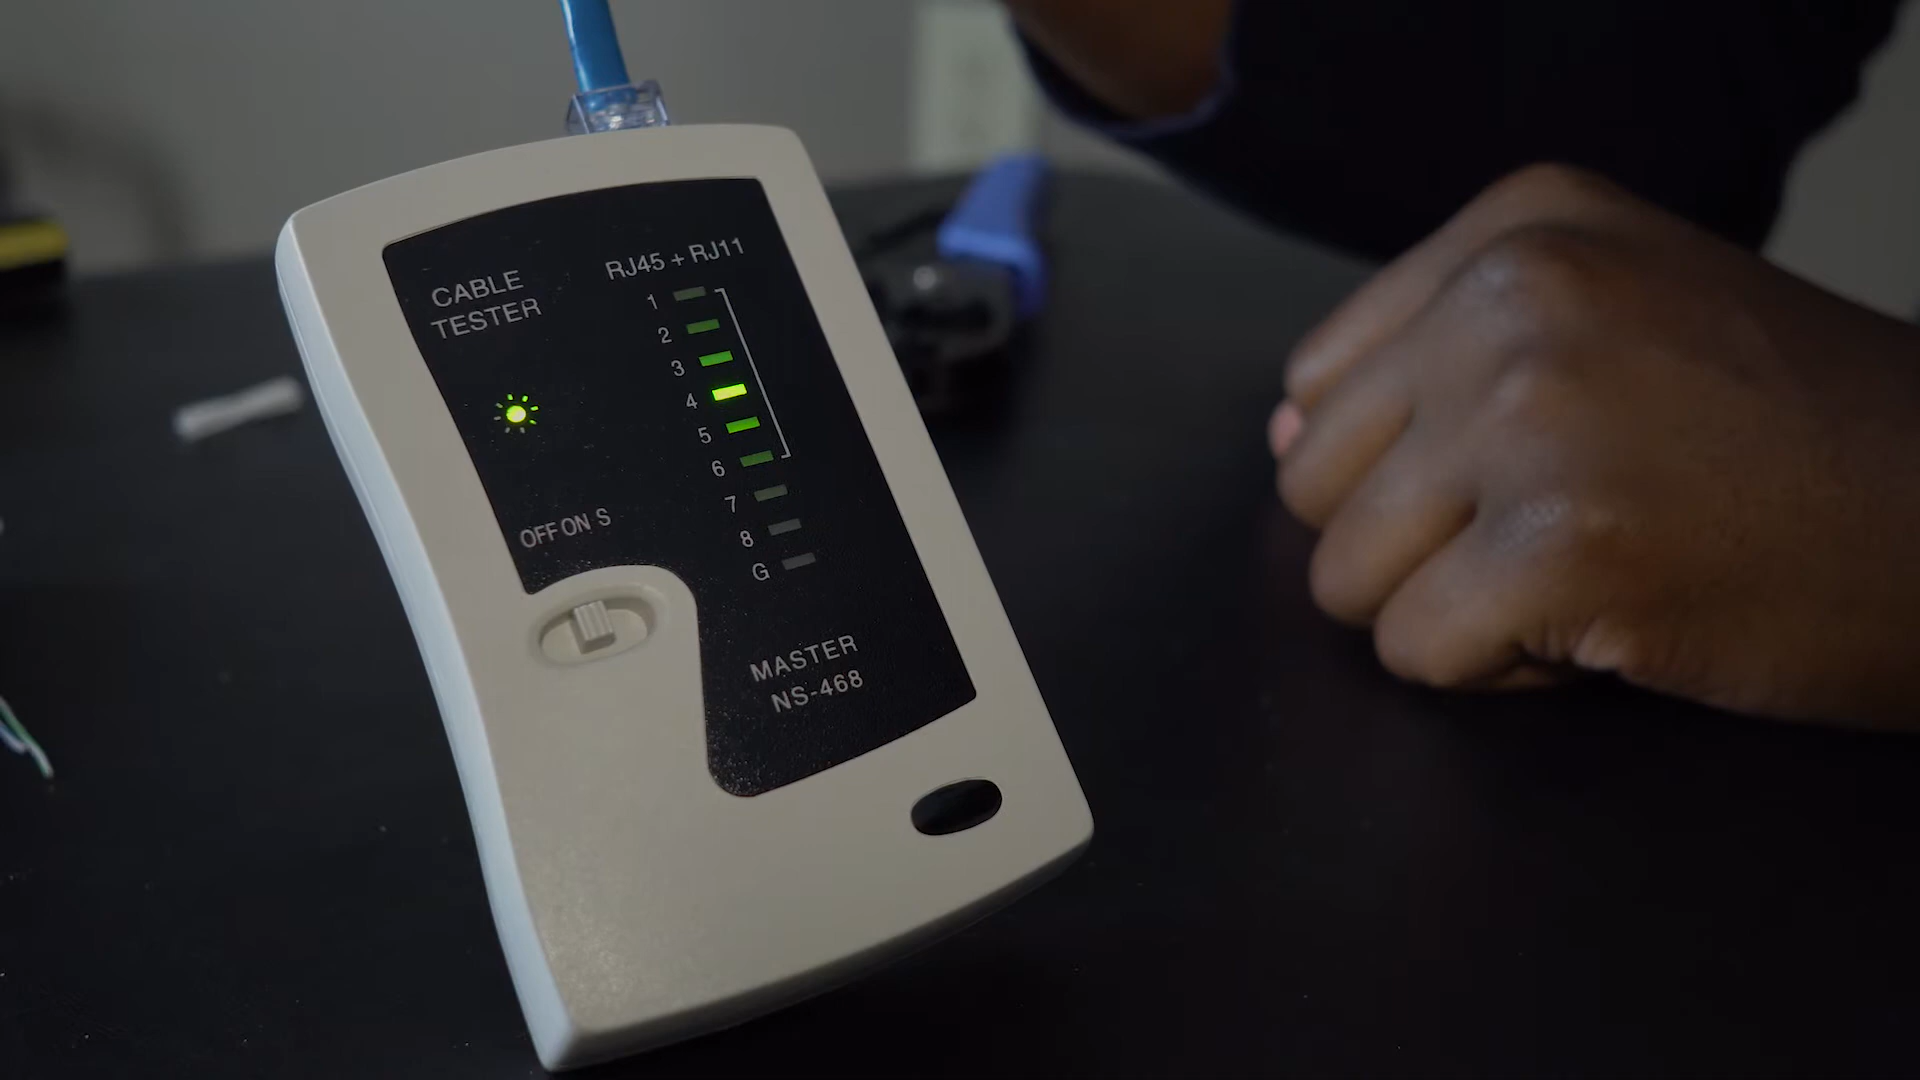 CABLE
TESTER
RJ45 + RJ11
1
2
3
4
5
6
7
8
G
OFF ON S
MASTER
NS-468